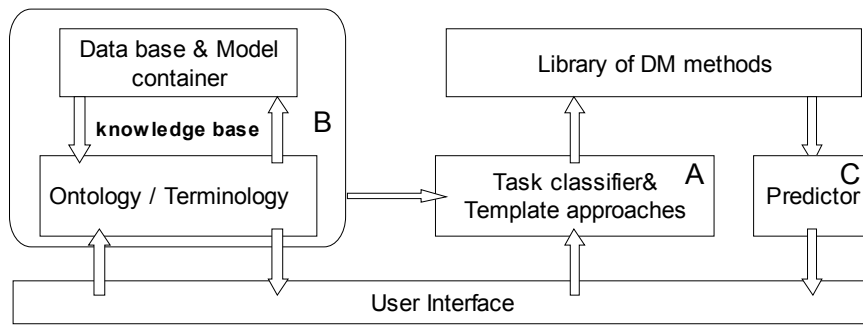 Data base & Model
container
Library of DM methods
knowledge base
B
Ontology / Terminology
Task classifier&
Template approaches
A
C
Predictor
User Interface